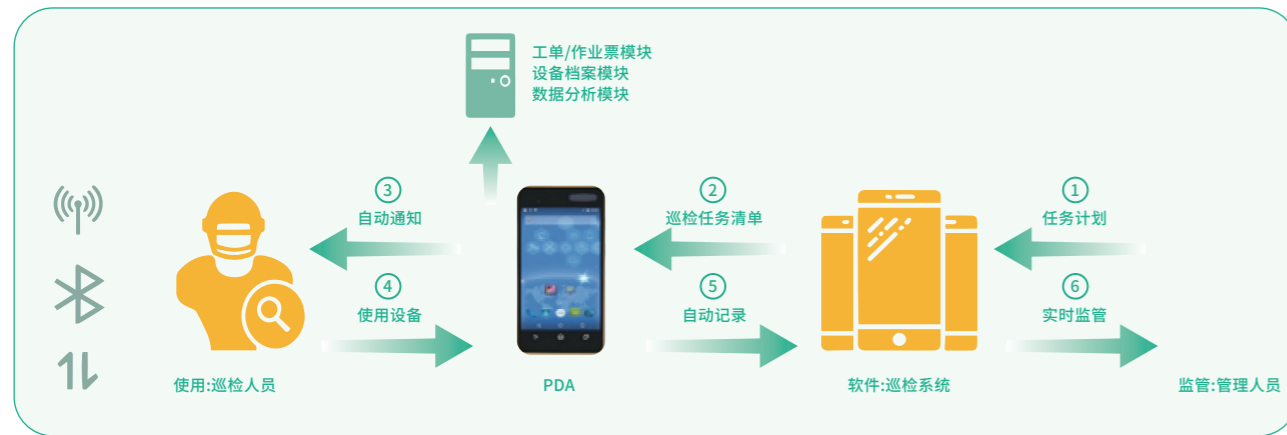 工单/作业票模块
设备档案模块
数据分析模块
③
自动通知
②
巡检任务清单
①
任务计划
④
使用设备
⑤
自动记录
⑥
实时监管
使用:巡检人员
PDA
软件:巡检系统
监管:管理人员